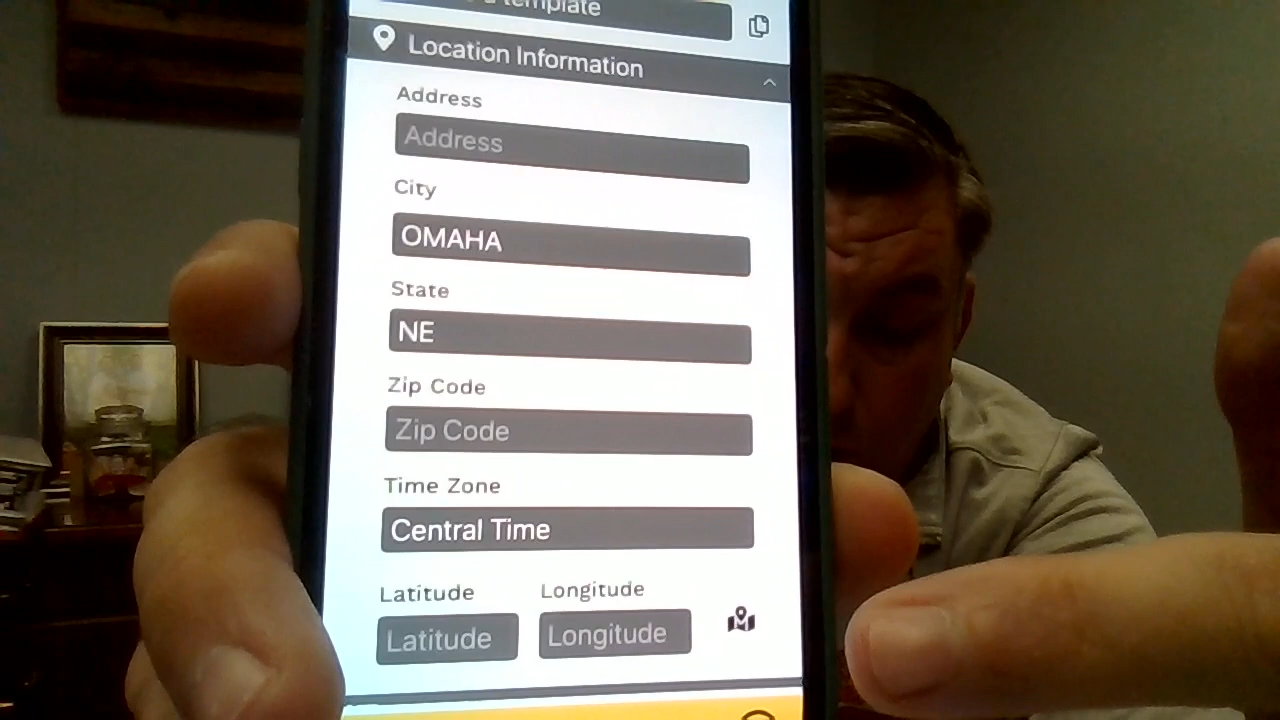 template
Location Information
Address
Address
City
OMAHA
State
NE
Zip Code
Zip Code
Time Zone
Central Time
Latitude Longitude
Latitude Longitude